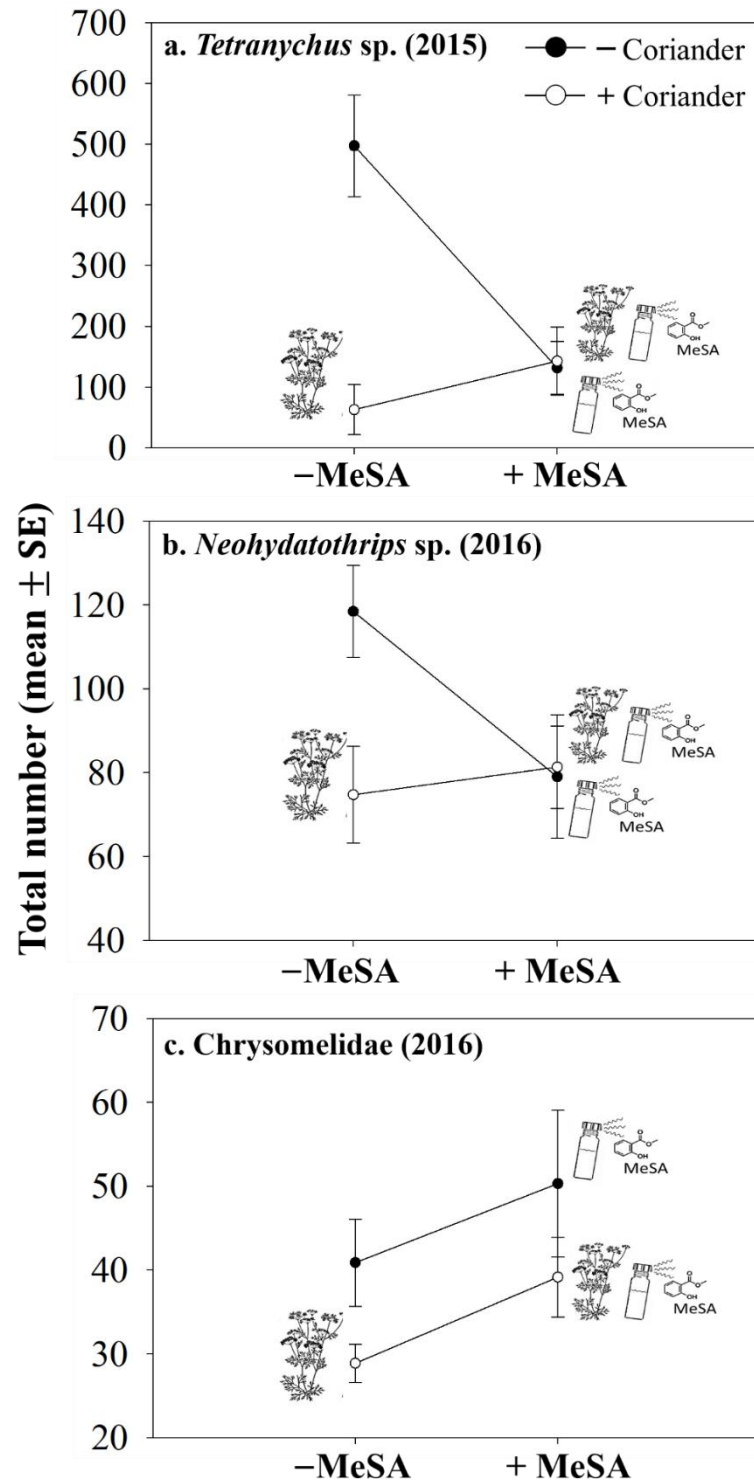 Total number (mean ± SE)
700
a. Tetranychus sp. (2015)
− Coriander
+ Coriander
600
500
400
300
200
100
0
O
O
OH
MeSA
O
O
OH
MeSA
−MeSA
+ MeSA
140
b. Neohydatothrips sp. (2016)
120
100
80
60
40
O
O
OH
MeSA
O
O
OH
MeSA
−MeSA
+ MeSA
70
c. Chrysomelidae (2016)
60
50
40
30
20
O
O
OH
MeSA
O
O
OH
MeSA
−MeSA
+ MeSA